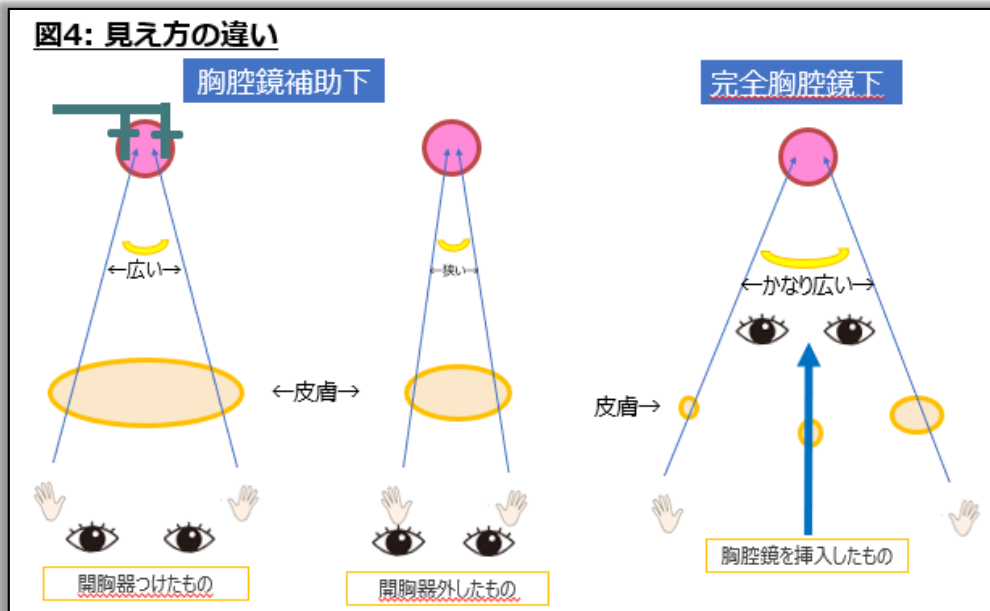 図4: 見え方の違い
胸腔鏡補助下
完全胸腔鏡下
←広い→
←狭い→
←かなり広い→
←皮膚→
皮膚→
開胸器つけたもの
開胸器外したもの
胸腔鏡を挿入したもの